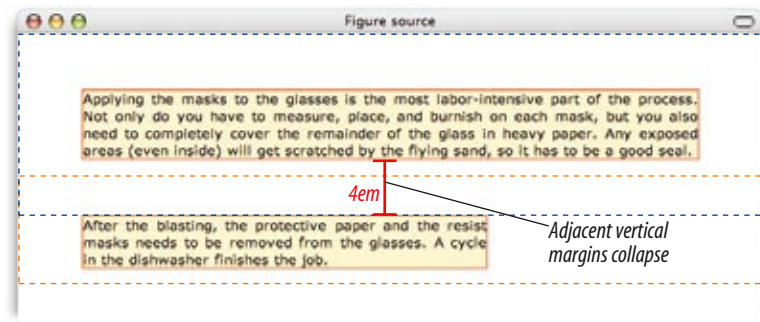 Figure source
Applying the masks to the glasses is the most labor-intensive part of the process.
Not only do you have to measure, place, and burnish on each mask, but you also
need to completely cover the remainder of the glass in heavy paper. Any exposed
areas (even inside) will get scratched by the flying sand, so it has to be a good seal.
4em
After the blasting, the protective paper and the resist
masks needs to be removed from the glasses. A cycle
in the dishwasher finishes the job.
Adjacent vertical
margins collapse